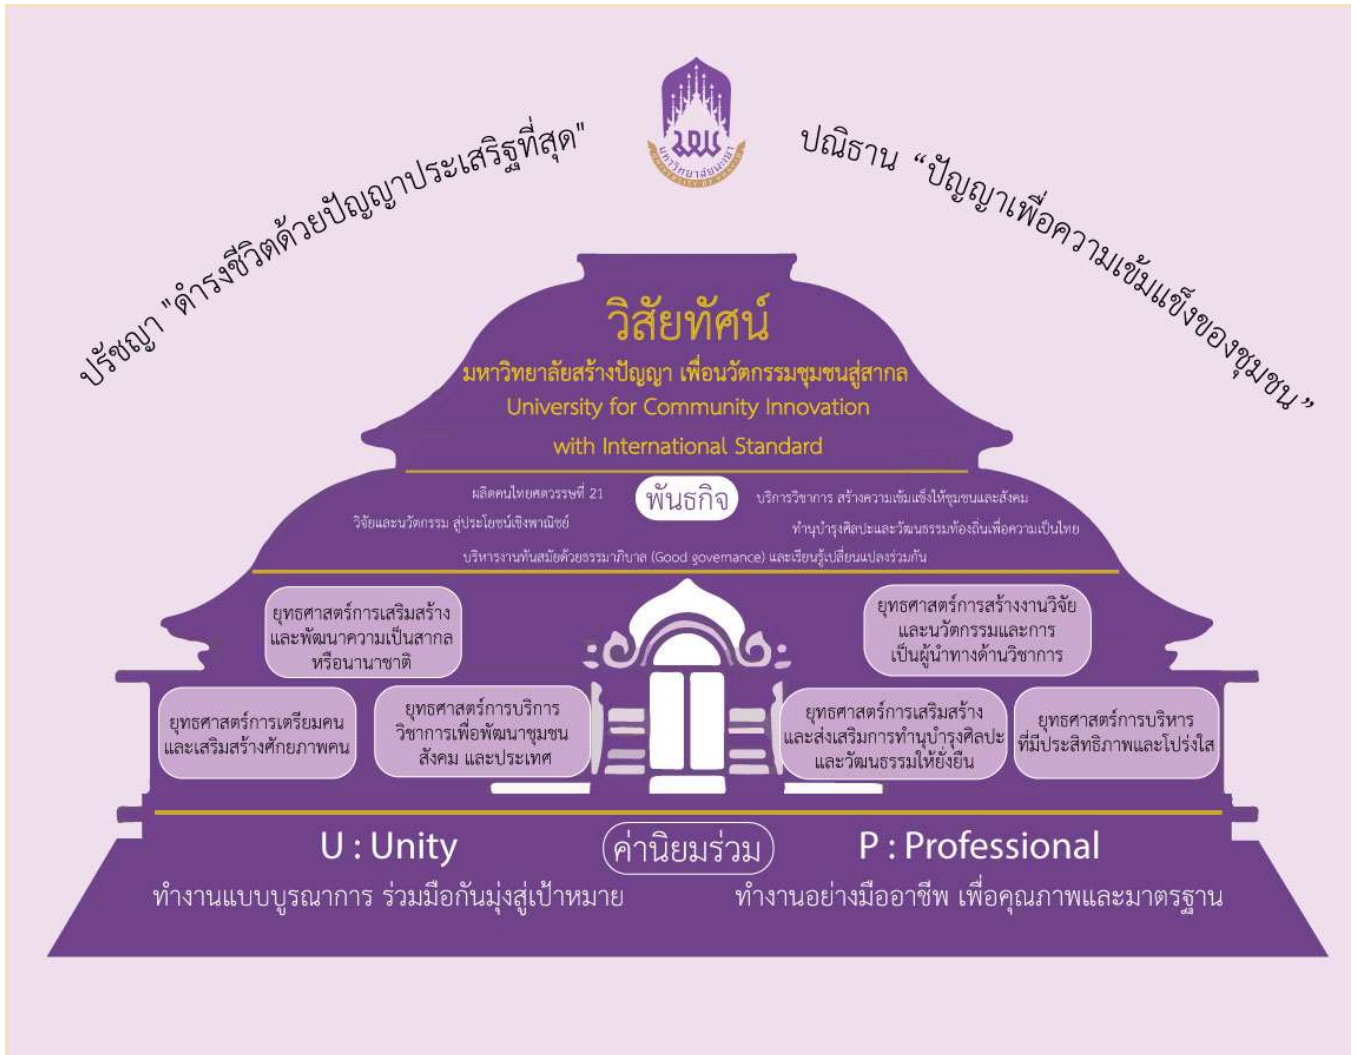 ปรัชญา "ดำรงชีวิตด้วยปัญญาประเสริฐที่สุด"
มหาวิทยาลัยพะเยา
UNIVERSITY OF PHAYAO
ปณิธาน “ปัญญาเพื่อความเข้มแข็งของชุมชน”
วิสัยทัศน์
มหาวิทยาลัยสร้างปัญญา เพื่อนวัตกรรมชุมชนสู่สากล
University for Community Innovation
with International Standard
พันธกิจ
ผลิตคนไทยศตวรรษที่ 21
บริการวิชาการ สร้างความเข้มแข็งให้ชุมชนและสังคม
วิจัยและนวัตกรรม สู่ประโยชน์เชิงพาณิชย์
ทำนุบำรุงศิลปะและวัฒนธรรมท้องถิ่นเพื่อความเป็นไทย
บริหารงานทันสมัยด้วยธรรมาภิบาล (Good governance) และเรียนรู้เปลี่ยนแปลงร่วมกัน
ยุทธศาสตร์การเสริมสร้าง
และพัฒนาความเป็นสากล
หรือนานาชาติ
ยุทธศาสตร์การสร้างงานวิจัย
และนวัตกรรมและการ
เป็นผู้นำทางด้านวิชาการ
ยุทธศาสตร์การเตรียมคน
และเสริมสร้างศักยภาพคน
ยุทธศาสตร์การบริการ
วิชาการเพื่อพัฒนาชุมชน
สังคม และประเทศ
ยุทธศาสตร์การเสริมสร้าง
และส่งเสริมการทำนุบำรุงศิลปะ
และวัฒนธรรมให้ยั่งยืน
ยุทธศาสตร์การบริหาร
ที่มีประสิทธิภาพและโปร่งใส
U : Unity
ค่านิยมร่วม
P : Professional
ทำงานแบบบูรณาการ ร่วมมือกันมุ่งสู่เป้าหมาย
ทำงานอย่างมืออาชีพ เพื่อคุณภาพและมาตรฐาน